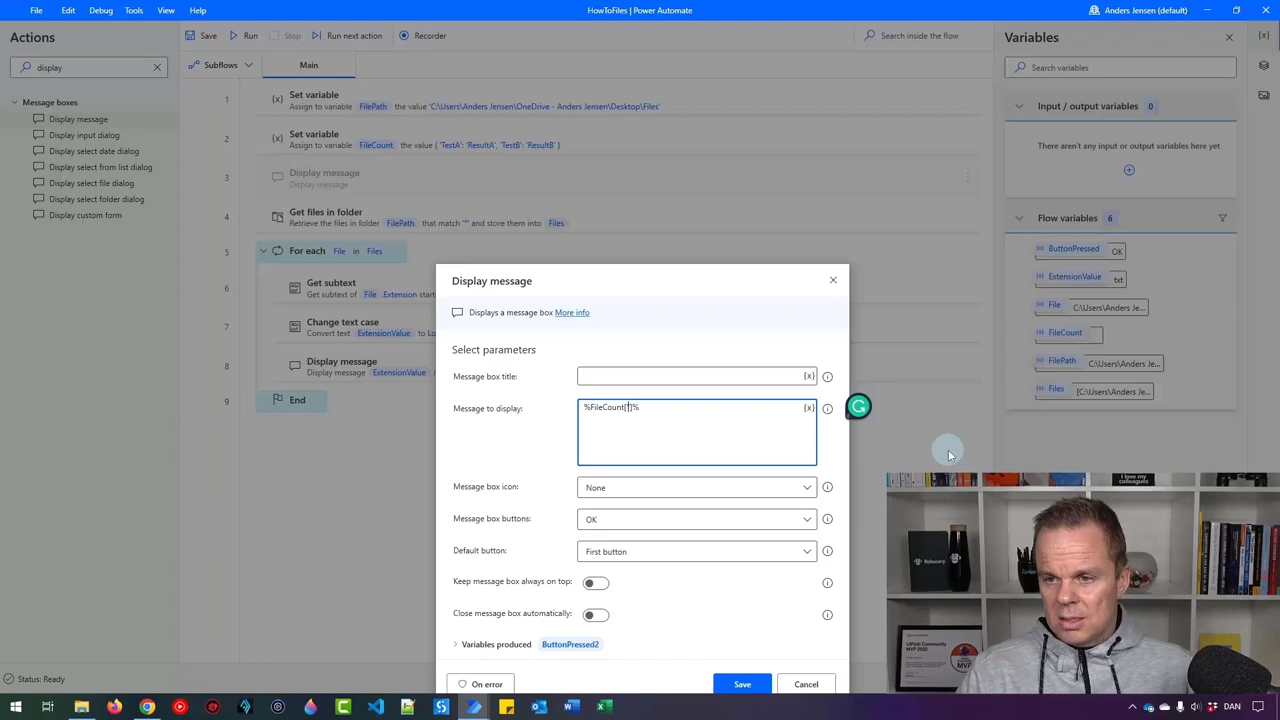 File Edit Debug Tools View Help
HowToFiles | Power Automate
Anders Jensen (default)
Actions
display
Message boxes
Display message
Display input dialog
Display select date dialog
Display select from list dialog
Display select file dialog
Display select folder dialog
Display custom form
Save Run Stop Run next action Recorder
Search inside the flow
Subflows Main
1 Set variable
Assign to variable FilePath the value 'C:\Users\Anders Jensen\OneDrive - Anders Jensen\Desktop\Files'
2 Set variable
Assign to variable FileCount the value { 'TestA': 'ResultA', 'TestB': 'ResultB' }
3 Display message
Display message
4 Get files in folder
Retrieve the files in folder FilePath that match '*' and store them into Files
5 For each File in Files
6 Get subtext
Get subtext of File .Extension start
7 Change text case
Convert text ExtensionValue to Lo
8 Display message
Display message ExtensionValue
9 End
Display message
Displays a message box More info
Select parameters
Message box title: {x}
Message to display: %FileCount['']% {x}
Message box icon: None
Message box buttons: OK
Default button: First button
Keep message box always on top:
Close message box automatically:
Variables produced ButtonPressed2
On error Save Cancel
Variables
Search variables
Input / output variables 0
There aren't any input or output variables here yet
Flow variables 6
ButtonPressed OK
ExtensionValue txt
File C:\Users\Anders Je...
FileCount
FilePath C:\Users\Anders J...
Files [C:\Users\Anders J...
Status: Ready
I love my
colleagues
Robocorp
UiPath Community
MVP 2022
DAN